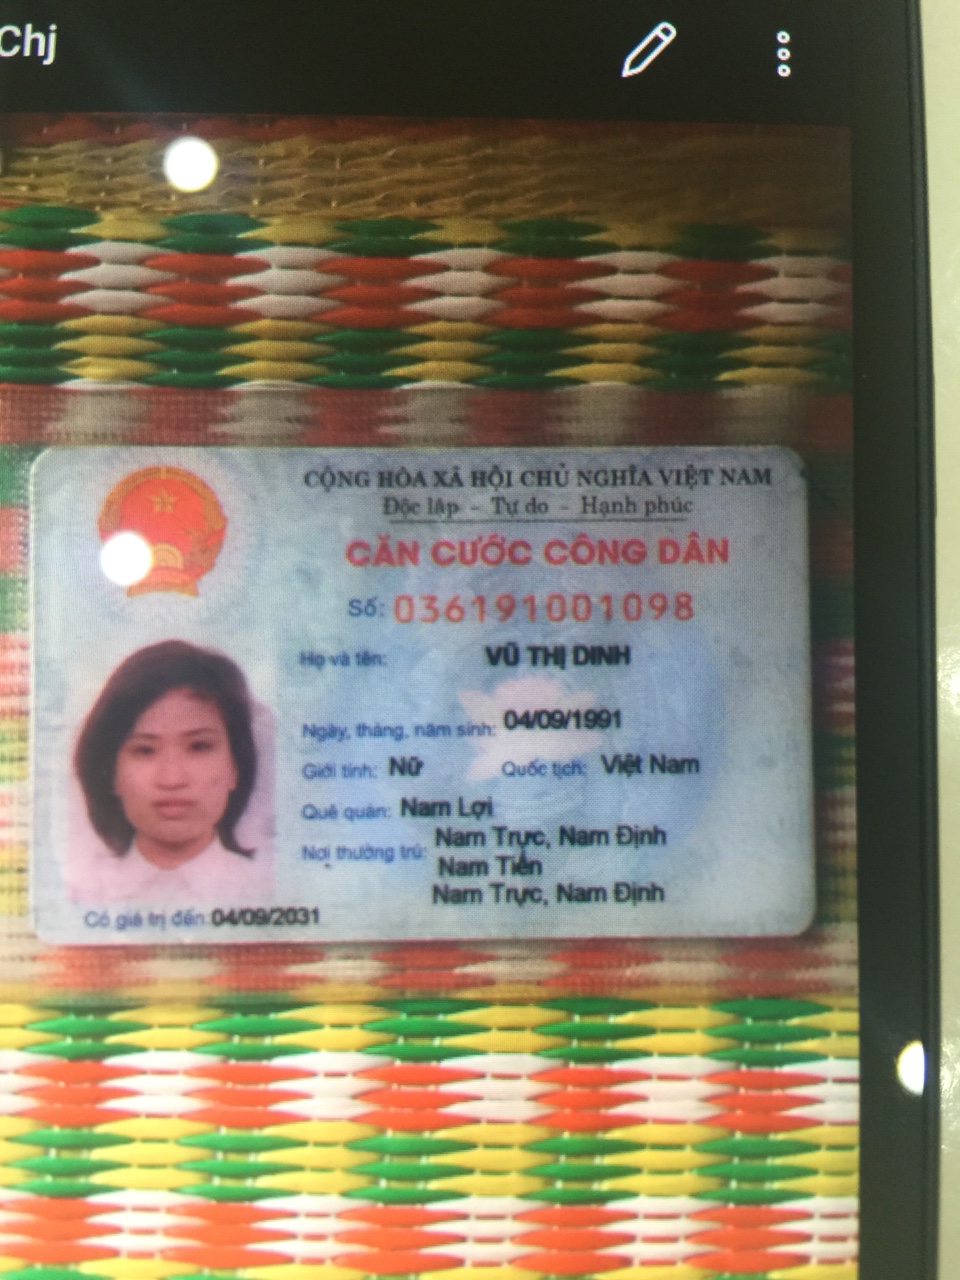 Chj
CỘNG HÒA XÃ HỘI CHỦ NGHĨA VIỆT NAM
Độc lập - Tự do - Hạnh phúc
CĂN CƯỚC CÔNG DÂN
Số: 036191001098
Họ và tên: VŨ THỊ DINH
Ngày, tháng, năm sinh: 04/09/1991
Giới tính: Nữ Quốc tịch: Việt Nam
Quê quán: Nam Lợi
Nam Trực, Nam Định
Nơi thường trú: Nam Tiến
Nam Trực, Nam Định
Có giá trị đến: 04/09/2031